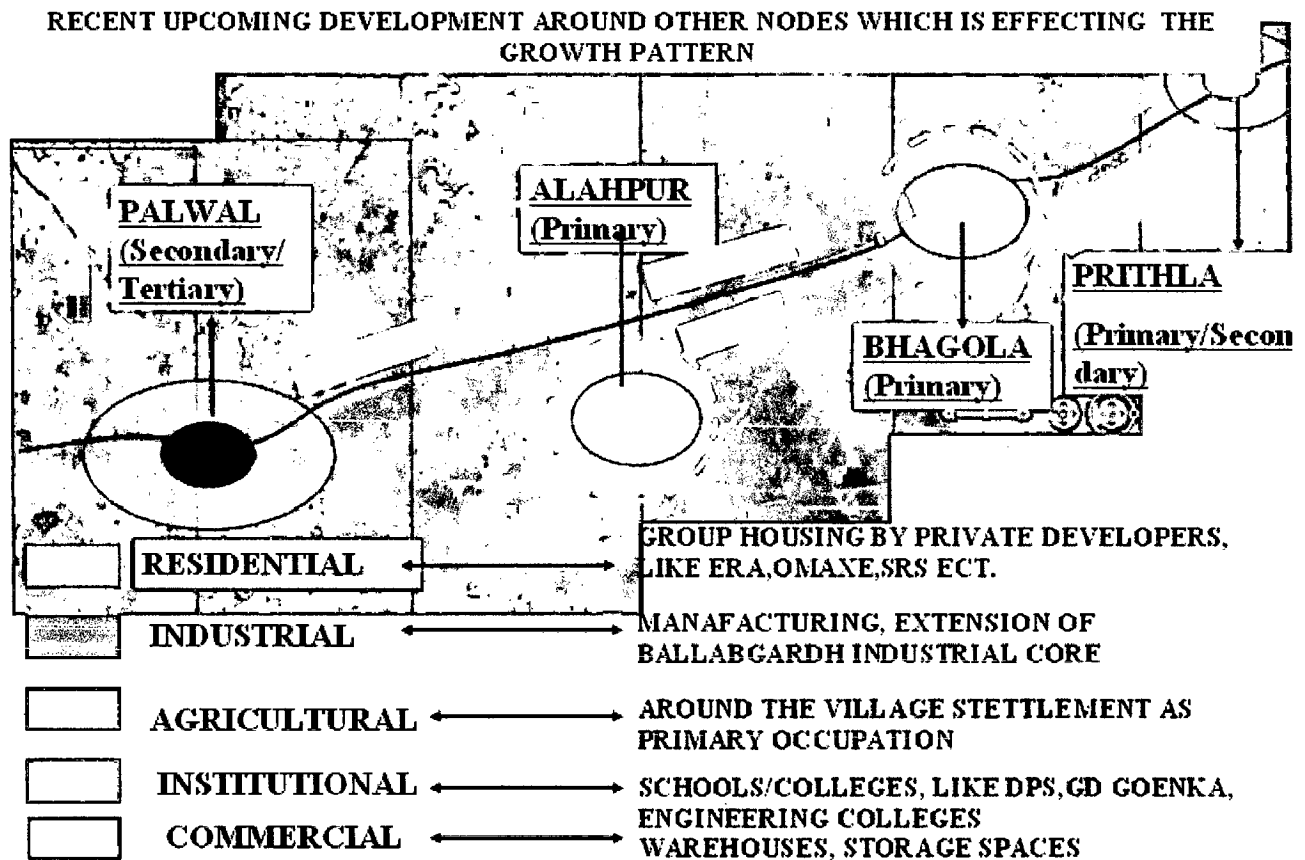 RECENT UPCOMING DEVELOPMENT AROUND OTHER NODES WHICH IS EFFECTING THE
GROWTH PATTERN
PALWAL
(Secondary/
Tertiary)
ALAHPUR
(Primary)
BHAGOLA
(Primary)
PRITHLA
(Primary/Secon
dary)
RESIDENTIAL
GROUP HOUSING BY PRIVATE DEVELOPERS,
LIKE ERA,OMAXE,SRS ECT.
INDUSTRIAL
MANAFACTURING, EXTENSION OF
BALLABGARDH INDUSTRIAL CORE
AGRICULTURAL
AROUND THE VILLAGE STETTLEMENT AS
PRIMARY OCCUPATION
INSTITUTIONAL
SCHOOLS/COLLEGES, LIKE DPS,GD GOENKA,
ENGINEERING COLLEGES
COMMERCIAL
WAREHOUSES, STORAGE SPACES